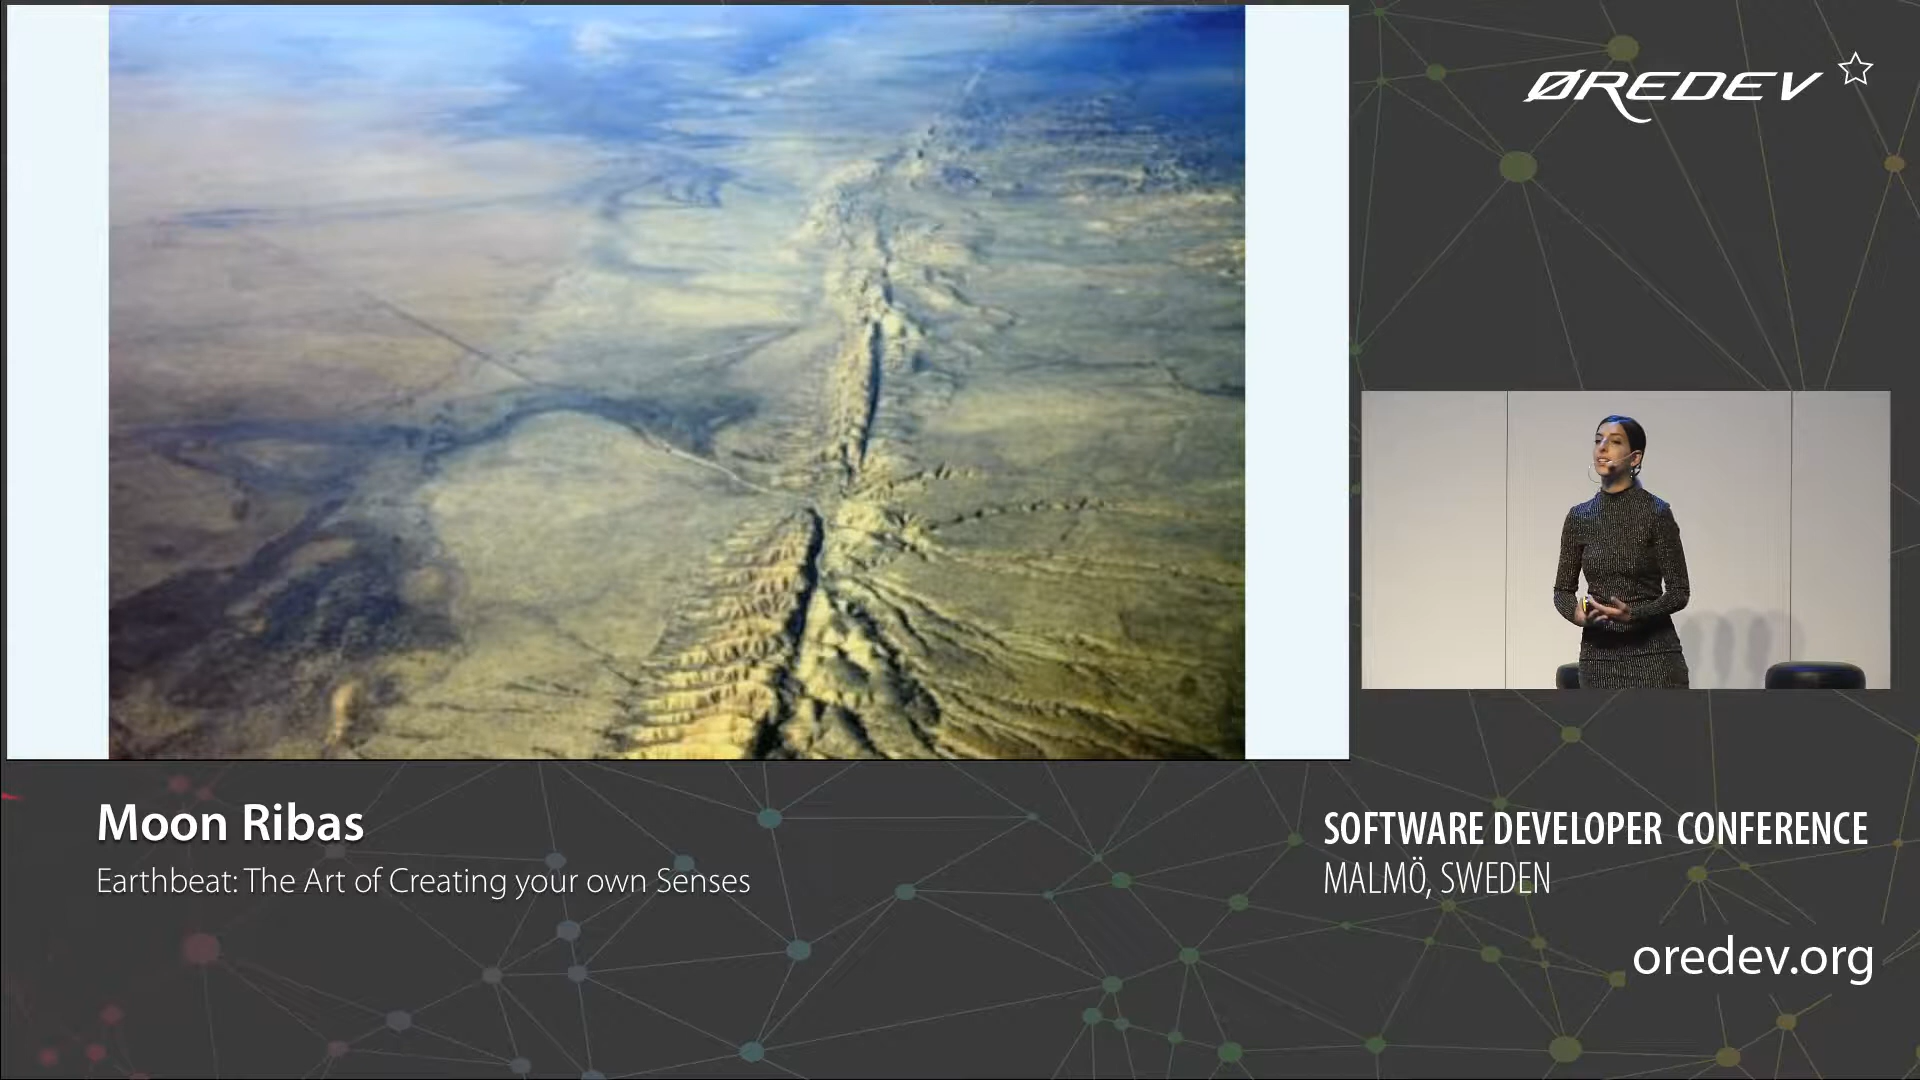 ØREDEV
Moon Ribas
Earthbeat: The Art of Creating your own Senses
SOFTWARE DEVELOPER CONFERENCE
MALMÖ, SWEDEN
oredev.org